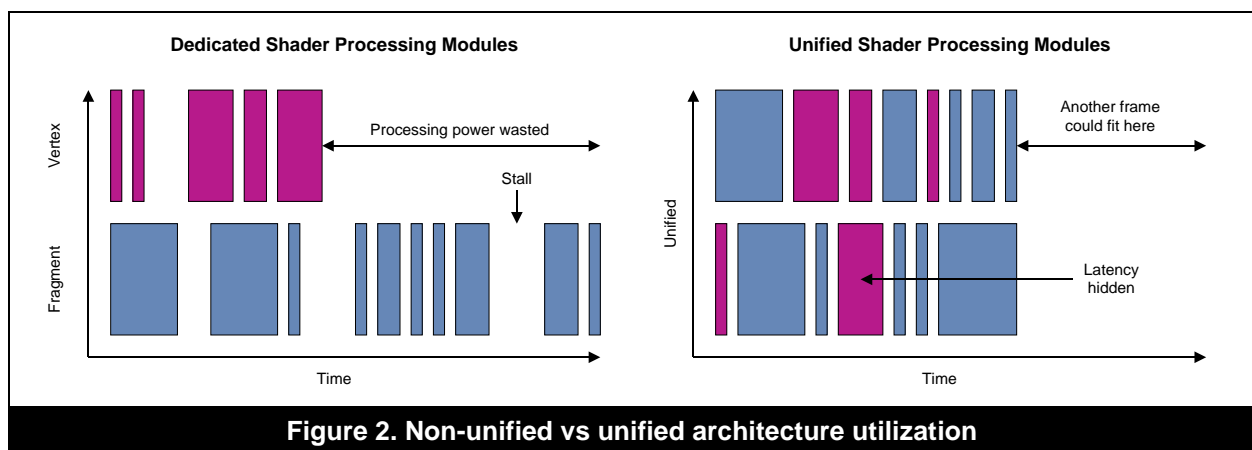 Dedicated Shader Processing Modules
Vertex
Processing power wasted
Stall
Fragment
Time
Unified Shader Processing Modules
Another frame
could fit here
Unified
Latency
hidden
Time
Figure 2. Non-unified vs unified architecture utilization